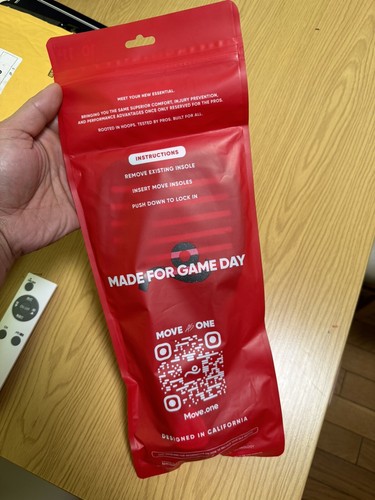 MEET YOUR NEW ESSENTIAL.
BRINGING YOU THE SAME SUPERIOR COMFORT, INJURY PREVENTION,
AND PERFORMANCE ADVANTAGES ONCE ONLY RESERVED FOR THE PROS.
ROOTED IN HOOPS. TESTED BY PROS. BUILT FOR ALL.
INSTRUCTIONS
REMOVE EXISTING INSOLE
INSERT MOVE INSOLES
PUSH DOWN TO LOCK IN
MADE FOR GAME DAY
MOVE AS ONE
Move.one
DESIGNED IN CALIFORNIA